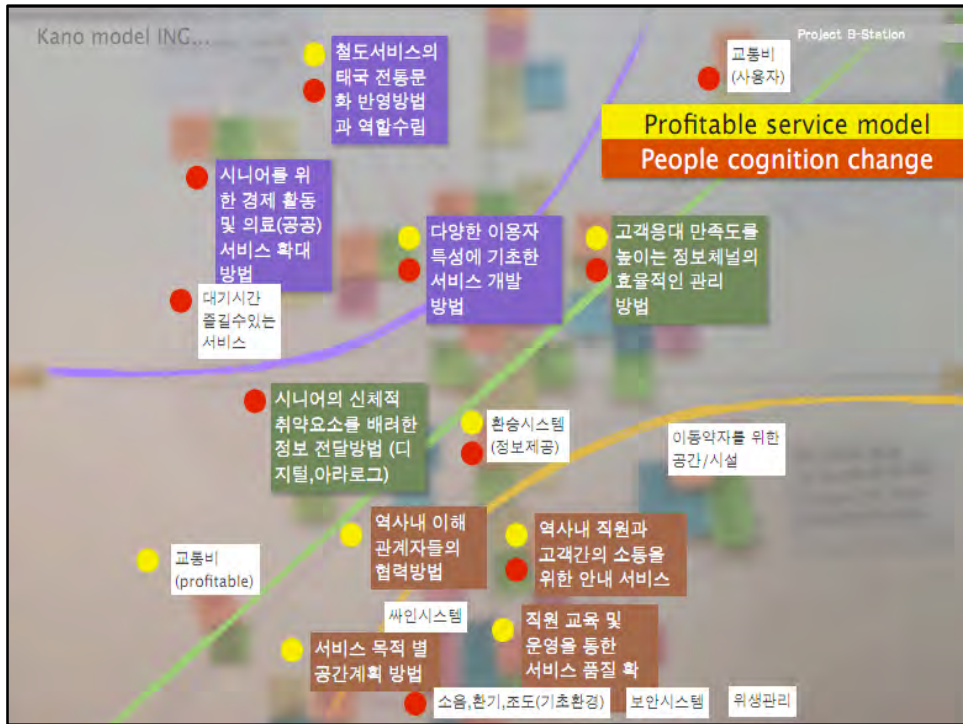 Kano model ING...
Project B-Station
철도서비스의
태국 전통문
화 반영방법
과 역할수립
교통비
(사용자)
Profitable service model
People cognition change
시니어를 위
한 경제 활동
및 의료(공공)
서비스 확대
방법
다양한 이용자
특성에 기초한
서비스 개발
방법
고객응대 만족도를
높이는 정보채널의
효율적인 관리
방법
대기시간
즐길수있는
서비스
시니어의 신체적
취약요소를 배려한
정보 전달방법 (디
지털,아라로그)
환승시스템
(정보제공)
이동약자를 위한
공간/시설
역사내 이해
관계자들의
협력방법
역사내 직원과
고객간의 소통을
위한 안내 서비스
교통비
(profitable)
싸인시스템
직원 교육 및
운영을 통한
서비스 품질 확
서비스 목적 별
공간계획 방법
소음,환기,조도(기초환경)
보안시스템
위생관리